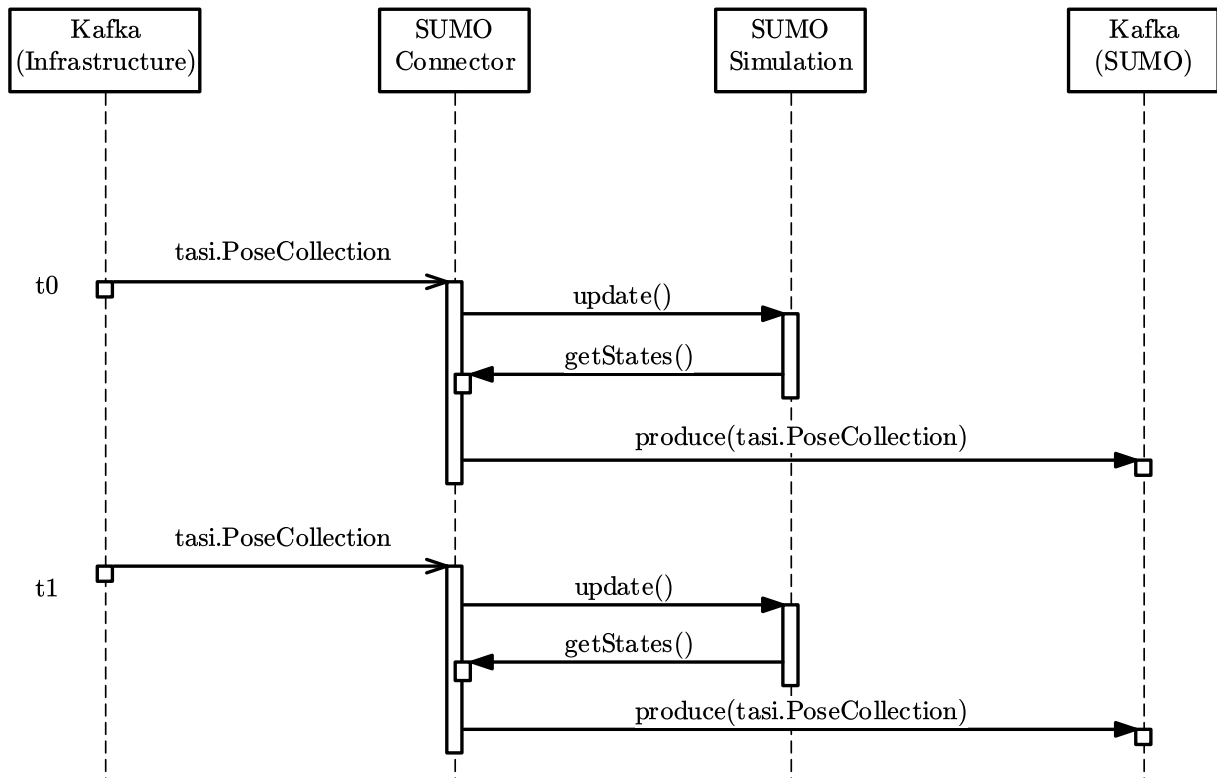 Kafka
(Infrastructure)
SUMO
Connector
SUMO
Simulation
Kafka
(SUMO)
tasi.PoseCollection
t0
update()
getStates()
produce(tasi.PoseCollection)
tasi.PoseCollection
t1
update()
getStates()
produce(tasi.PoseCollection)